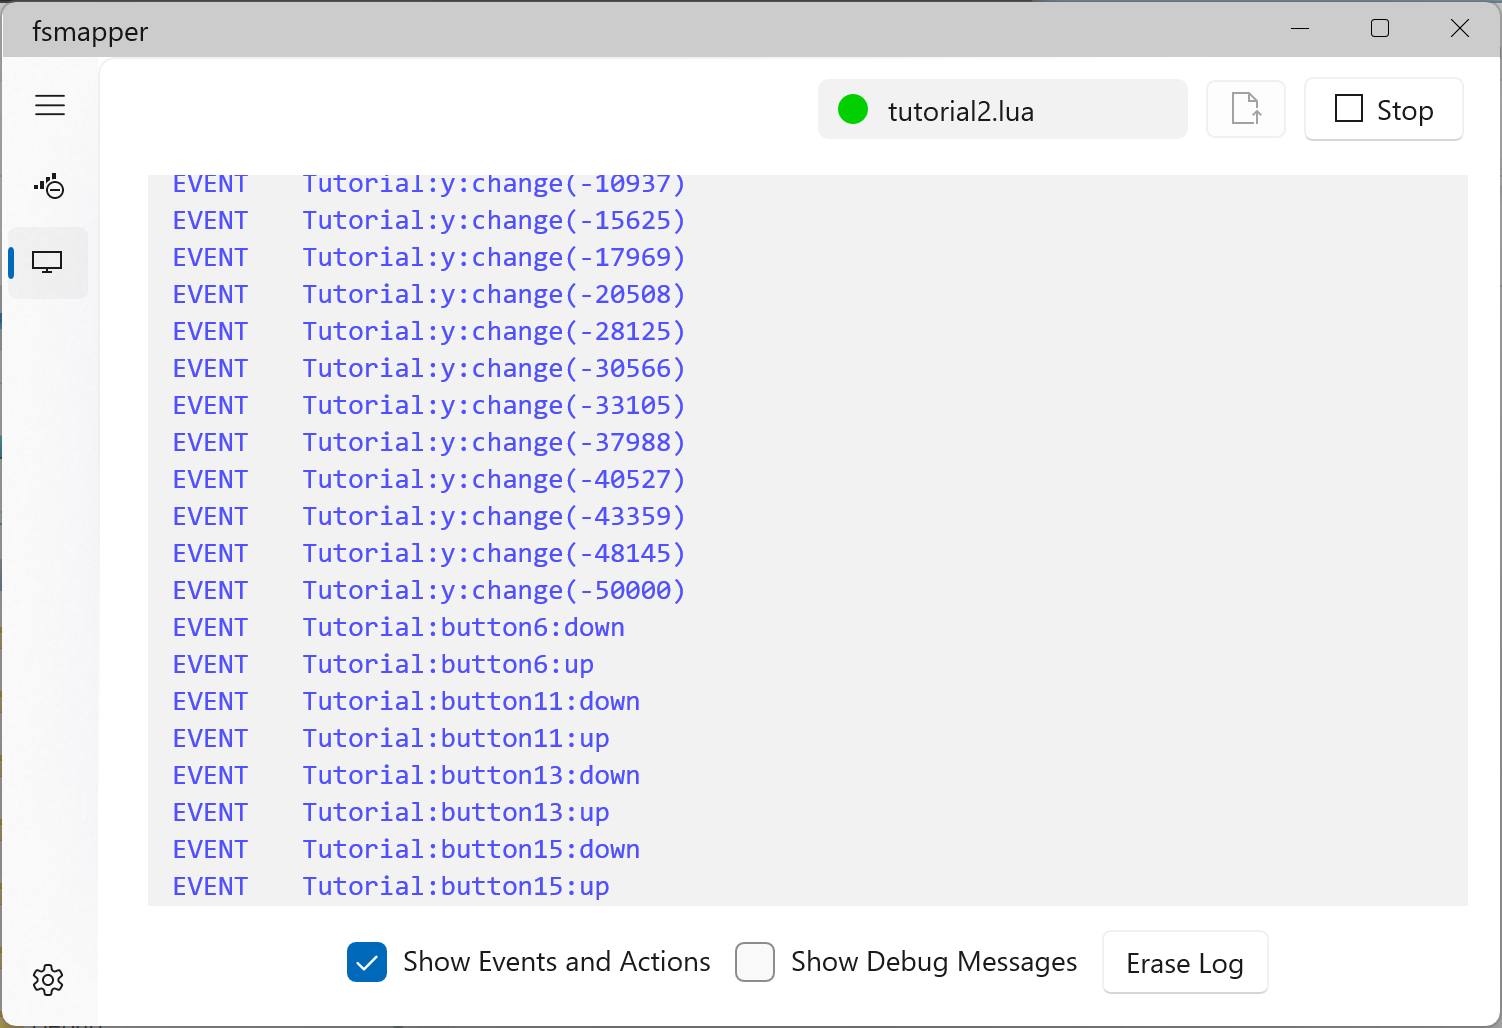 fsmapper
tutorial2.lua
Stop
EVENT Tutorial:y:change(-10937)
EVENT Tutorial:y:change(-15625)
EVENT Tutorial:y:change(-17969)
EVENT Tutorial:y:change(-20508)
EVENT Tutorial:y:change(-28125)
EVENT Tutorial:y:change(-30566)
EVENT Tutorial:y:change(-33105)
EVENT Tutorial:y:change(-37988)
EVENT Tutorial:y:change(-40527)
EVENT Tutorial:y:change(-43359)
EVENT Tutorial:y:change(-48145)
EVENT Tutorial:y:change(-50000)
EVENT Tutorial:button6:down
EVENT Tutorial:button6:up
EVENT Tutorial:button11:down
EVENT Tutorial:button11:up
EVENT Tutorial:button13:down
EVENT Tutorial:button13:up
EVENT Tutorial:button15:down
EVENT Tutorial:button15:up
Show Events and Actions Show Debug Messages Erase Log